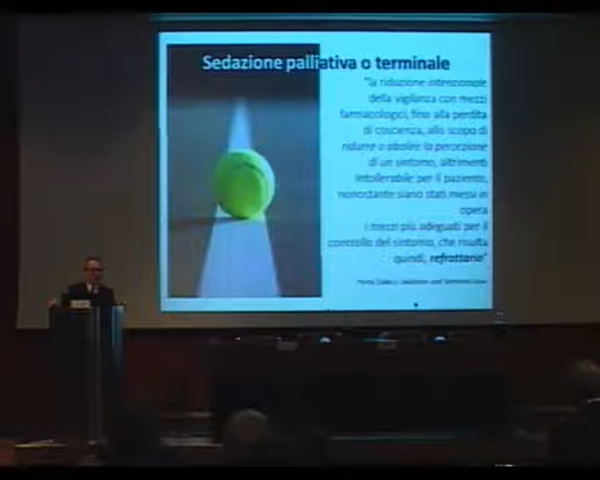 Sedazione palliativa o terminale
"la riduzione intenzionale
della vigilanza con mezzi
farmacologici, fino alla perdita
di coscienza, allo scopo di
ridurre o abolire la percezione
di un sintomo, altrimenti
intollerabile per il paziente,
nonostante siano stati messi in
opera
i mezzi più adeguati per il
controllo del sintomo, che risulta
quindi, refrattario"